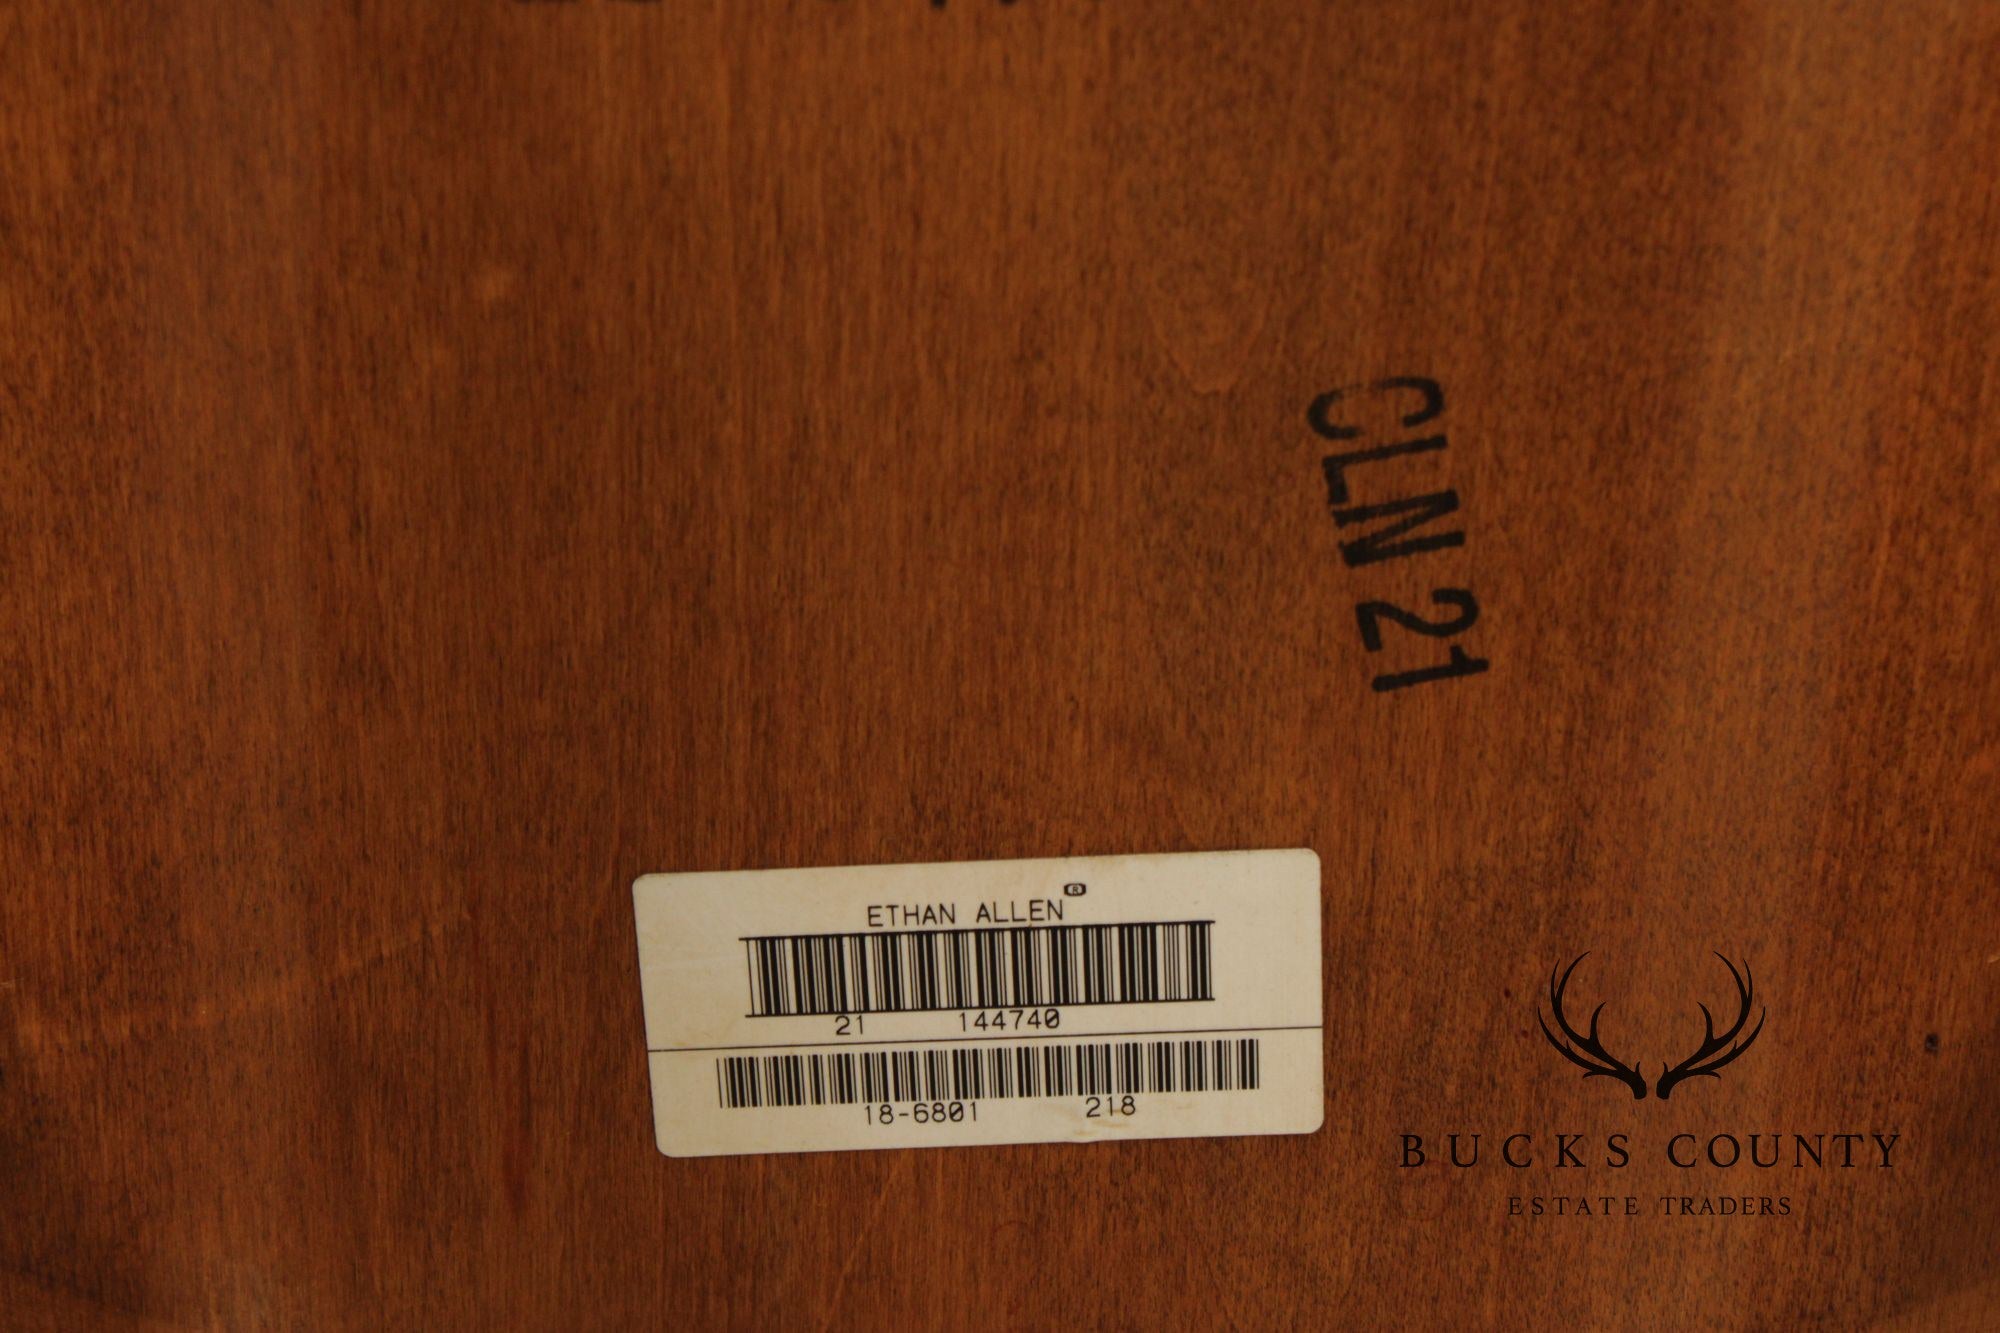 CLN 21
ETHAN ALLEN®
21 144740
18-6801 218
BUCKS COUNTY
ESTATE TRADERS